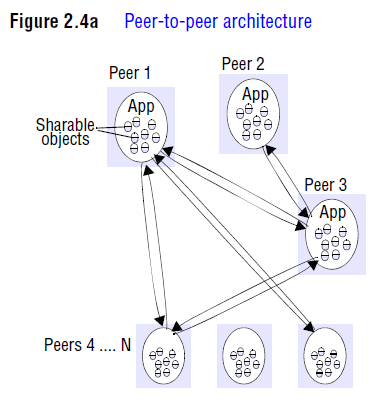 Figure 2.4a Peer-to-peer architecture
Peer 1
Peer 2
App
App
Sharable
objects
Peer 3
App
Peers 4 .... N